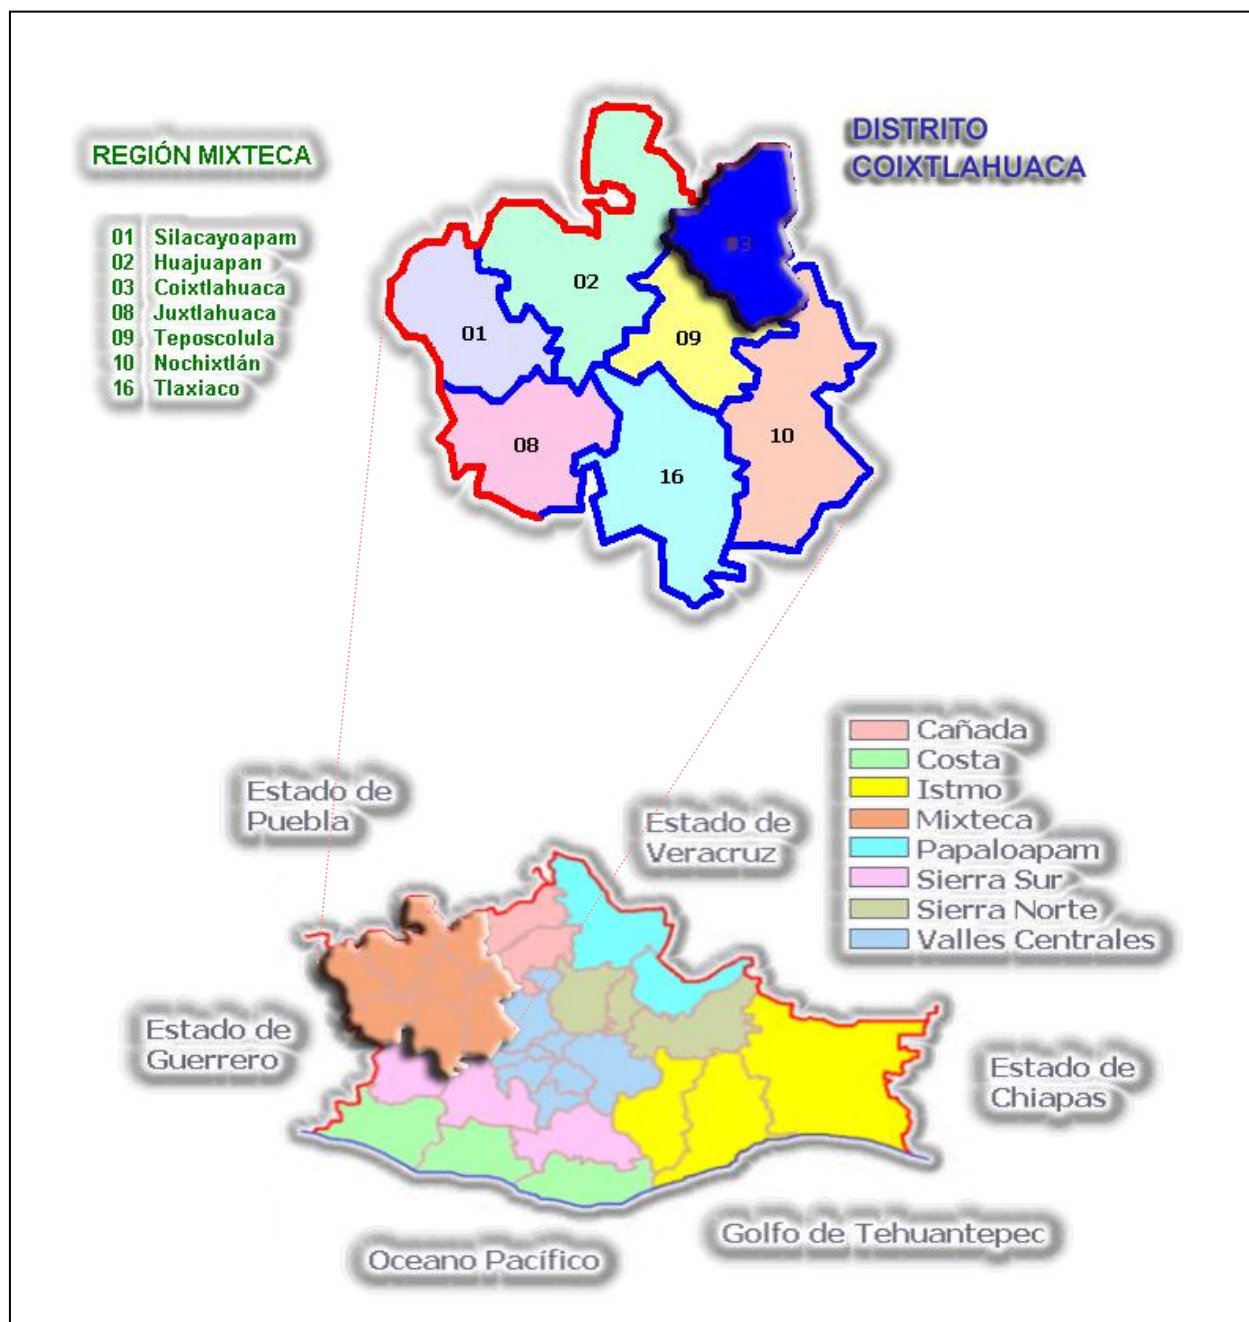 REGIÓN MIXTECA
01 Silacayoapam
02 Huajuapan
03 Coixtlahuaca
08 Juxtlahuaca
09 Teposcolula
10 Nochixtlán
16 Tlaxiaco
DISTRITO
COIXTLAHUACA
3
02
01
09
08
10
16
Cañada
Costa
Istmo
Mixteca
Papaloapam
Sierra Sur
Sierra Norte
Valles Centrales
Estado de
Puebla
Estado de
Veracruz
Estado de
Guerrero
Estado de
Chiapas
Golfo de Tehuantepec
Oceano Pacífico